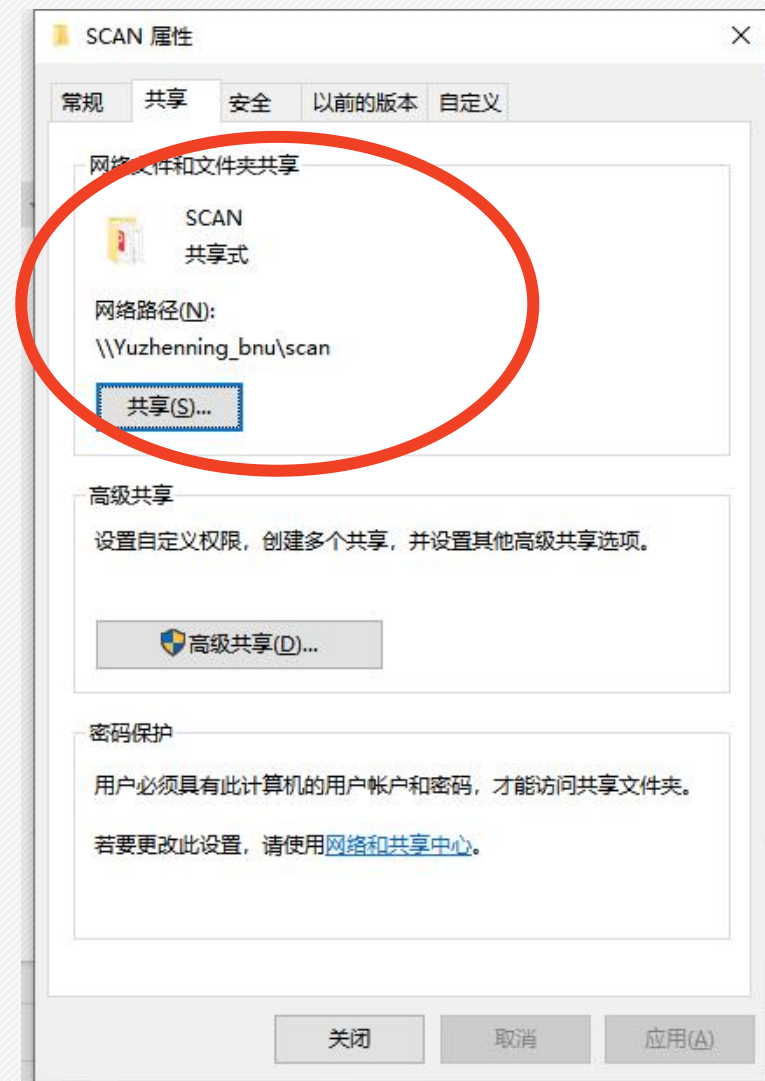 SCAN 属性
常规 共享 安全 以前的版本 自定义
网络文件和文件夹共享
SCAN
共享式
网络路径(N):
\\Yuzhenning_bnu\scan
共享(S)...
高级共享
设置自定义权限，创建多个共享，并设置其他高级共享选项。
高级共享(D)...
密码保护
用户必须具有此计算机的用户帐户和密码，才能访问共享文件夹。
若要更改此设置，请使用网络和共享中心。
关闭 取消 应用(A)